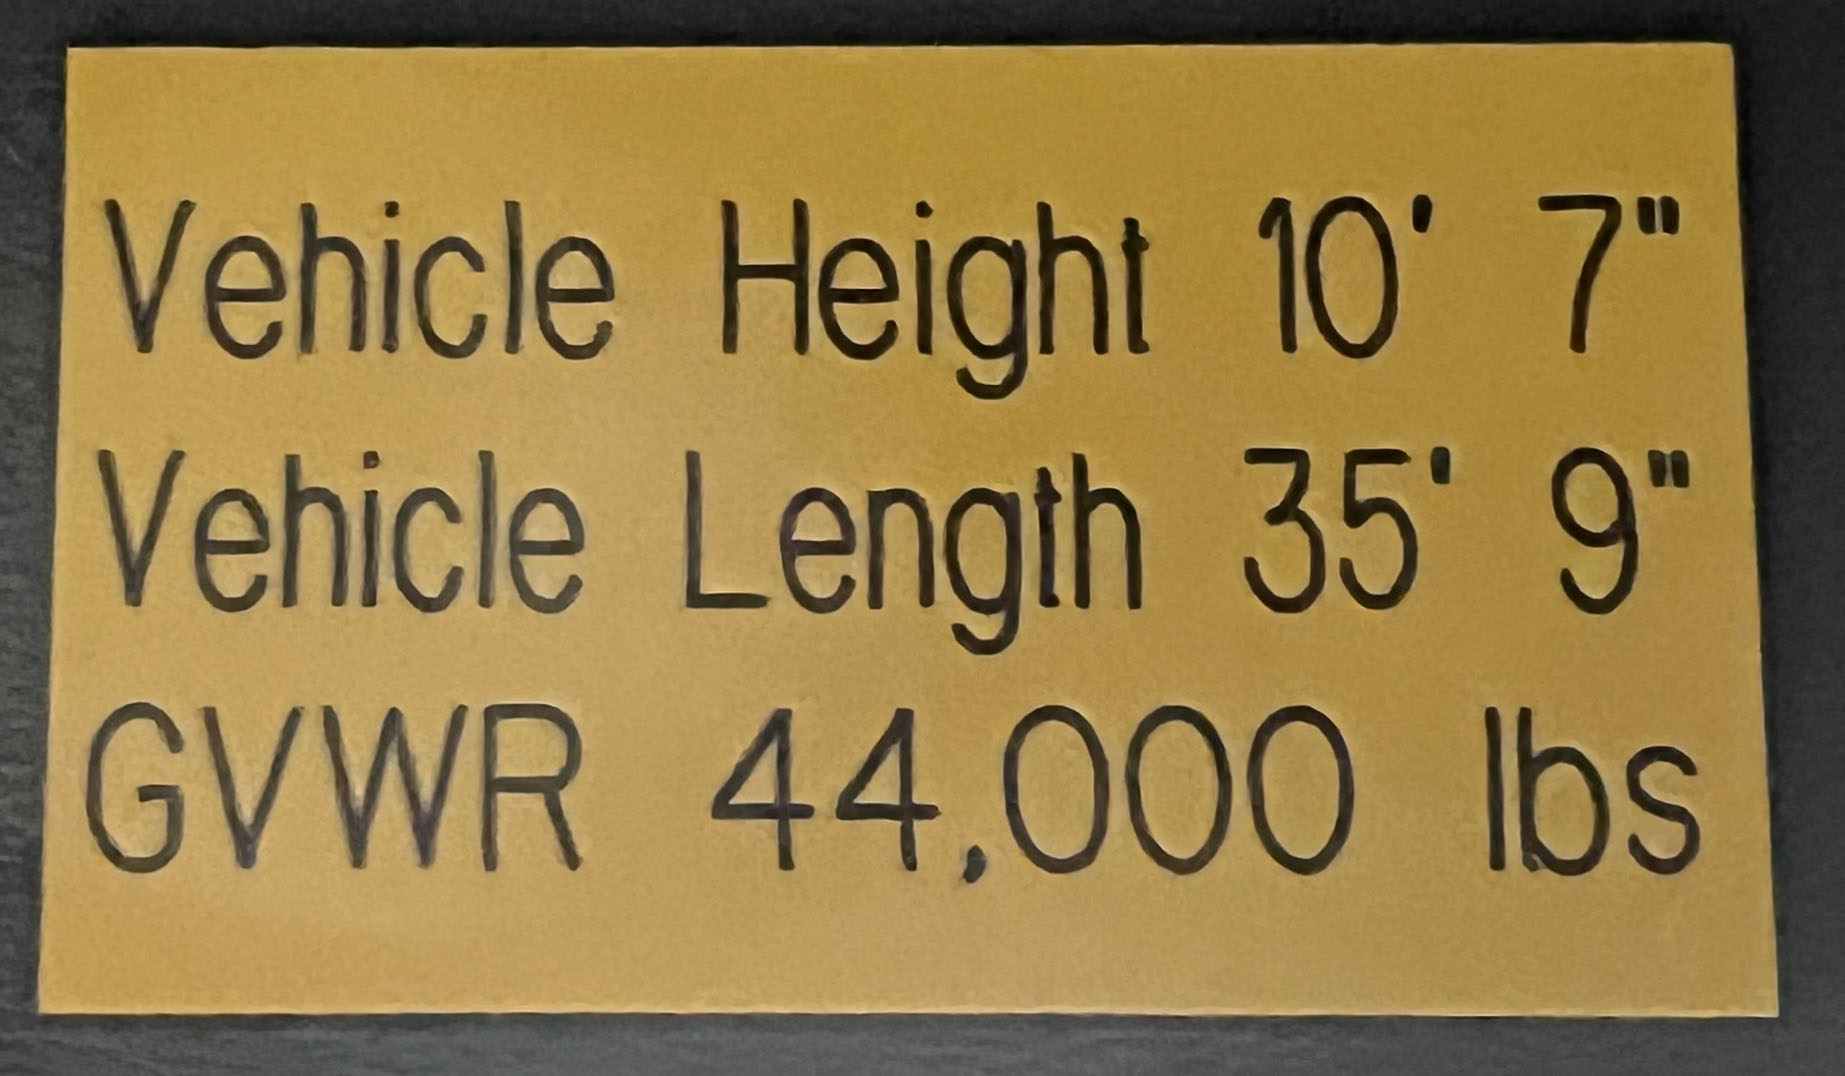 Vehicle Height 10' 7"
Vehicle Length 35' 9"
GVWR 44,000 lbs